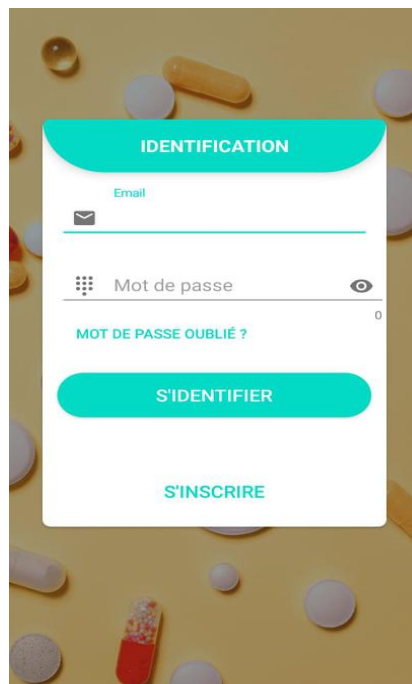 IDENTIFICATION
Email
Mot de passe
0
MOT DE PASSE OUBLIÉ ?
S'IDENTIFIER
S'INSCRIRE